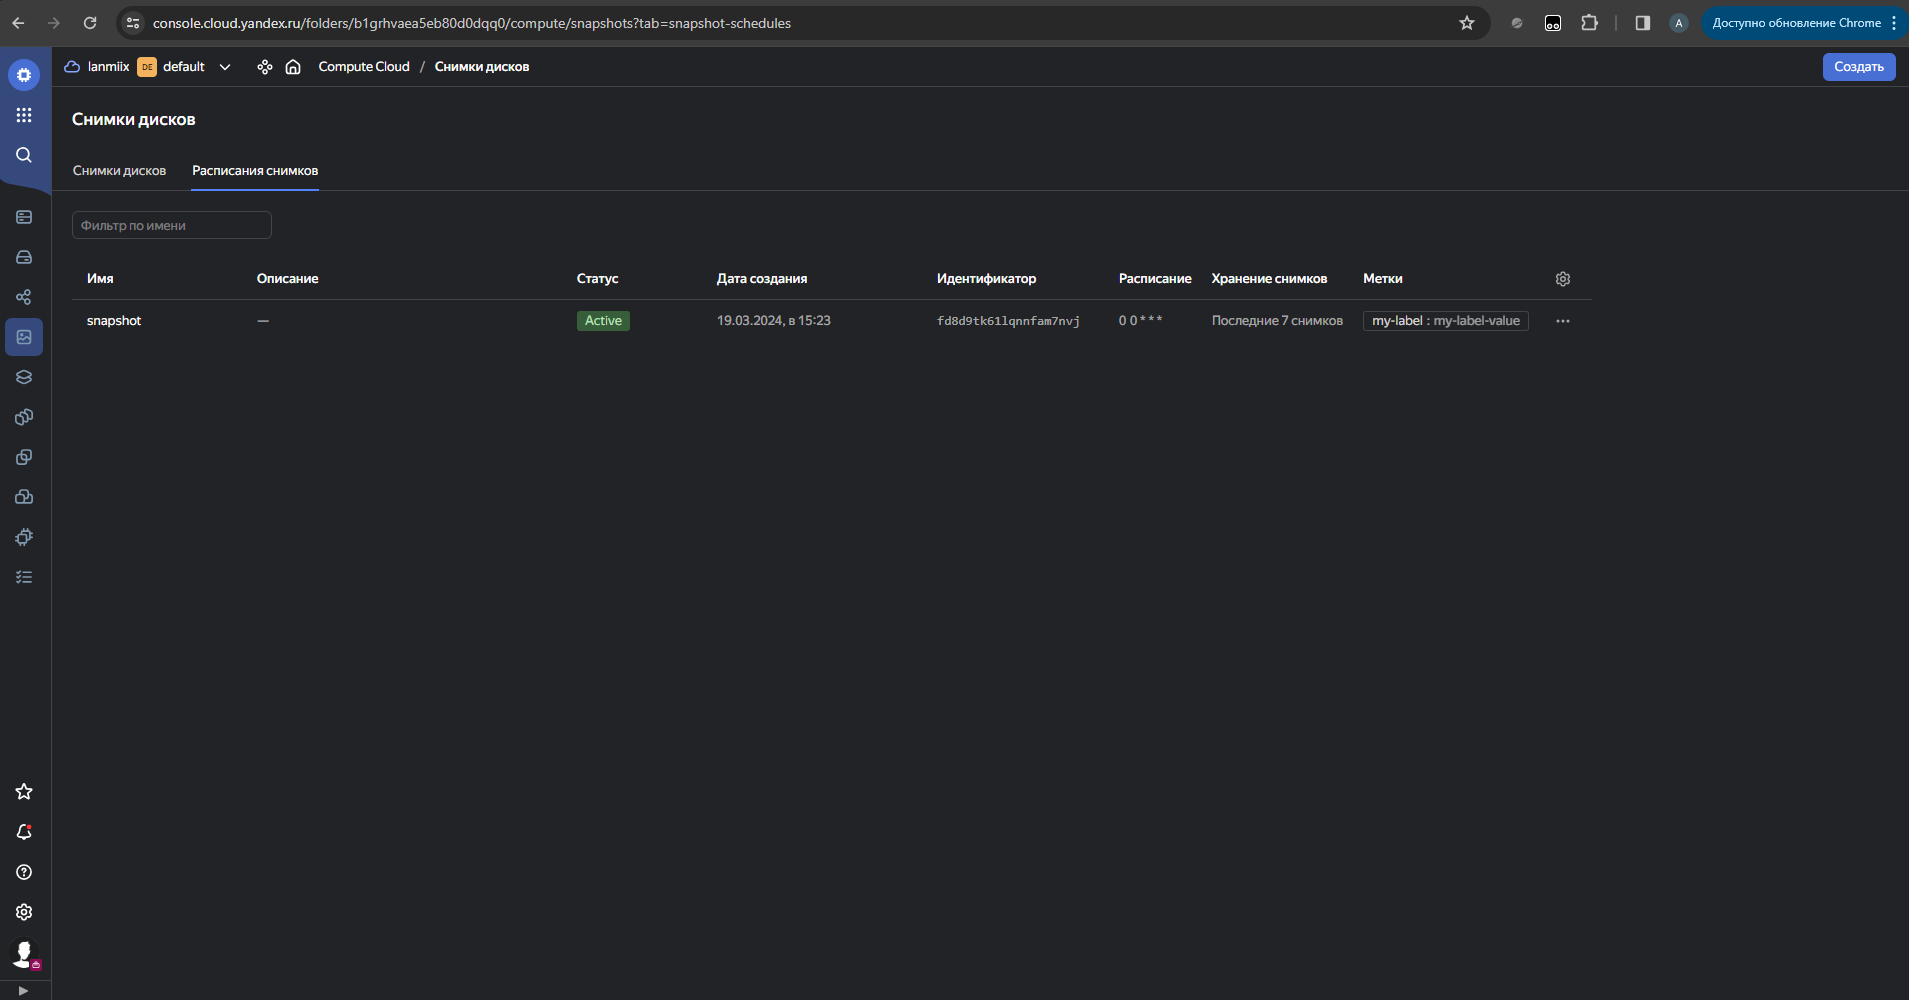 console.cloud.yandex.ru/folders/b1grhvaea5eb80d0dqq0/compute/snapshots?tab=snapshot-schedules
A
Доступно обновление Chrome
lanmiix DE default Compute Cloud / Снимки дисков
Создать
Снимки дисков
Снимки дисков Расписания снимков
Фильтр по имени
Имя Описание Статус Дата создания Идентификатор Расписание Хранение снимков Метки
snapshot — Active 19.03.2024, в 15:23 fd8d9tk61lqnnfam7nvj 0 0 * * * Последние 7 снимков my-label : my-label-value